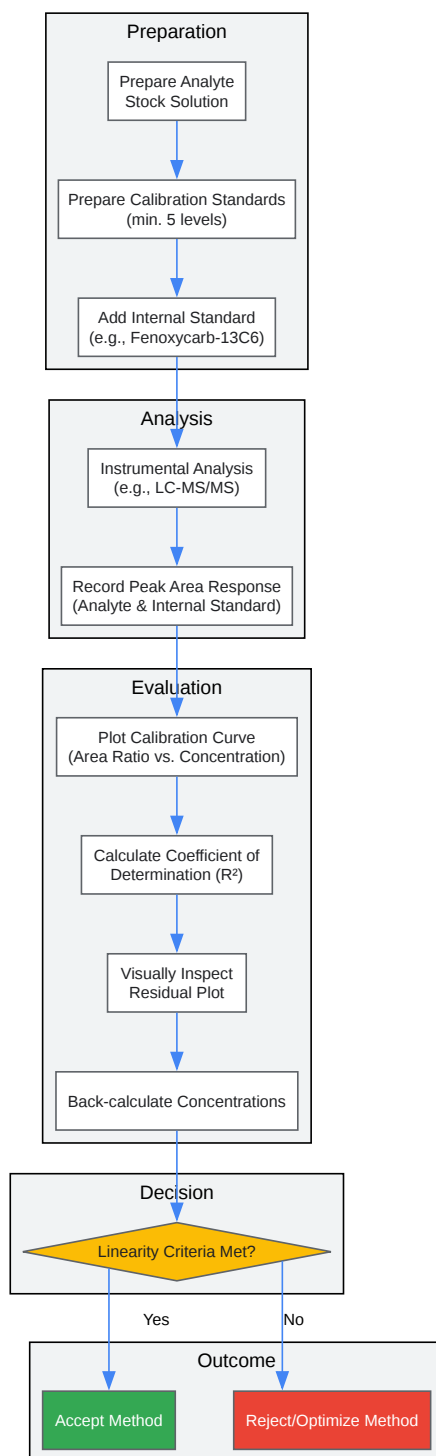 Preparation
Prepare Analyte
Stock Solution
Prepare Calibration Standards
(min. 5 levels)
Add Internal Standard
(e.g., Fenoxycarb-13C6)
Analysis
Instrumental Analysis
(e.g., LC-MS/MS)
Record Peak Area Response
(Analyte & Internal Standard)
Evaluation
Plot Calibration Curve
(Area Ratio vs. Concentration)
Calculate Coefficient of
Determination (R²)
Visually Inspect
Residual Plot
Back-calculate Concentrations
Decision
Linearity Criteria Met?
Yes
No
Outcome
Accept Method
Reject/Optimize Method